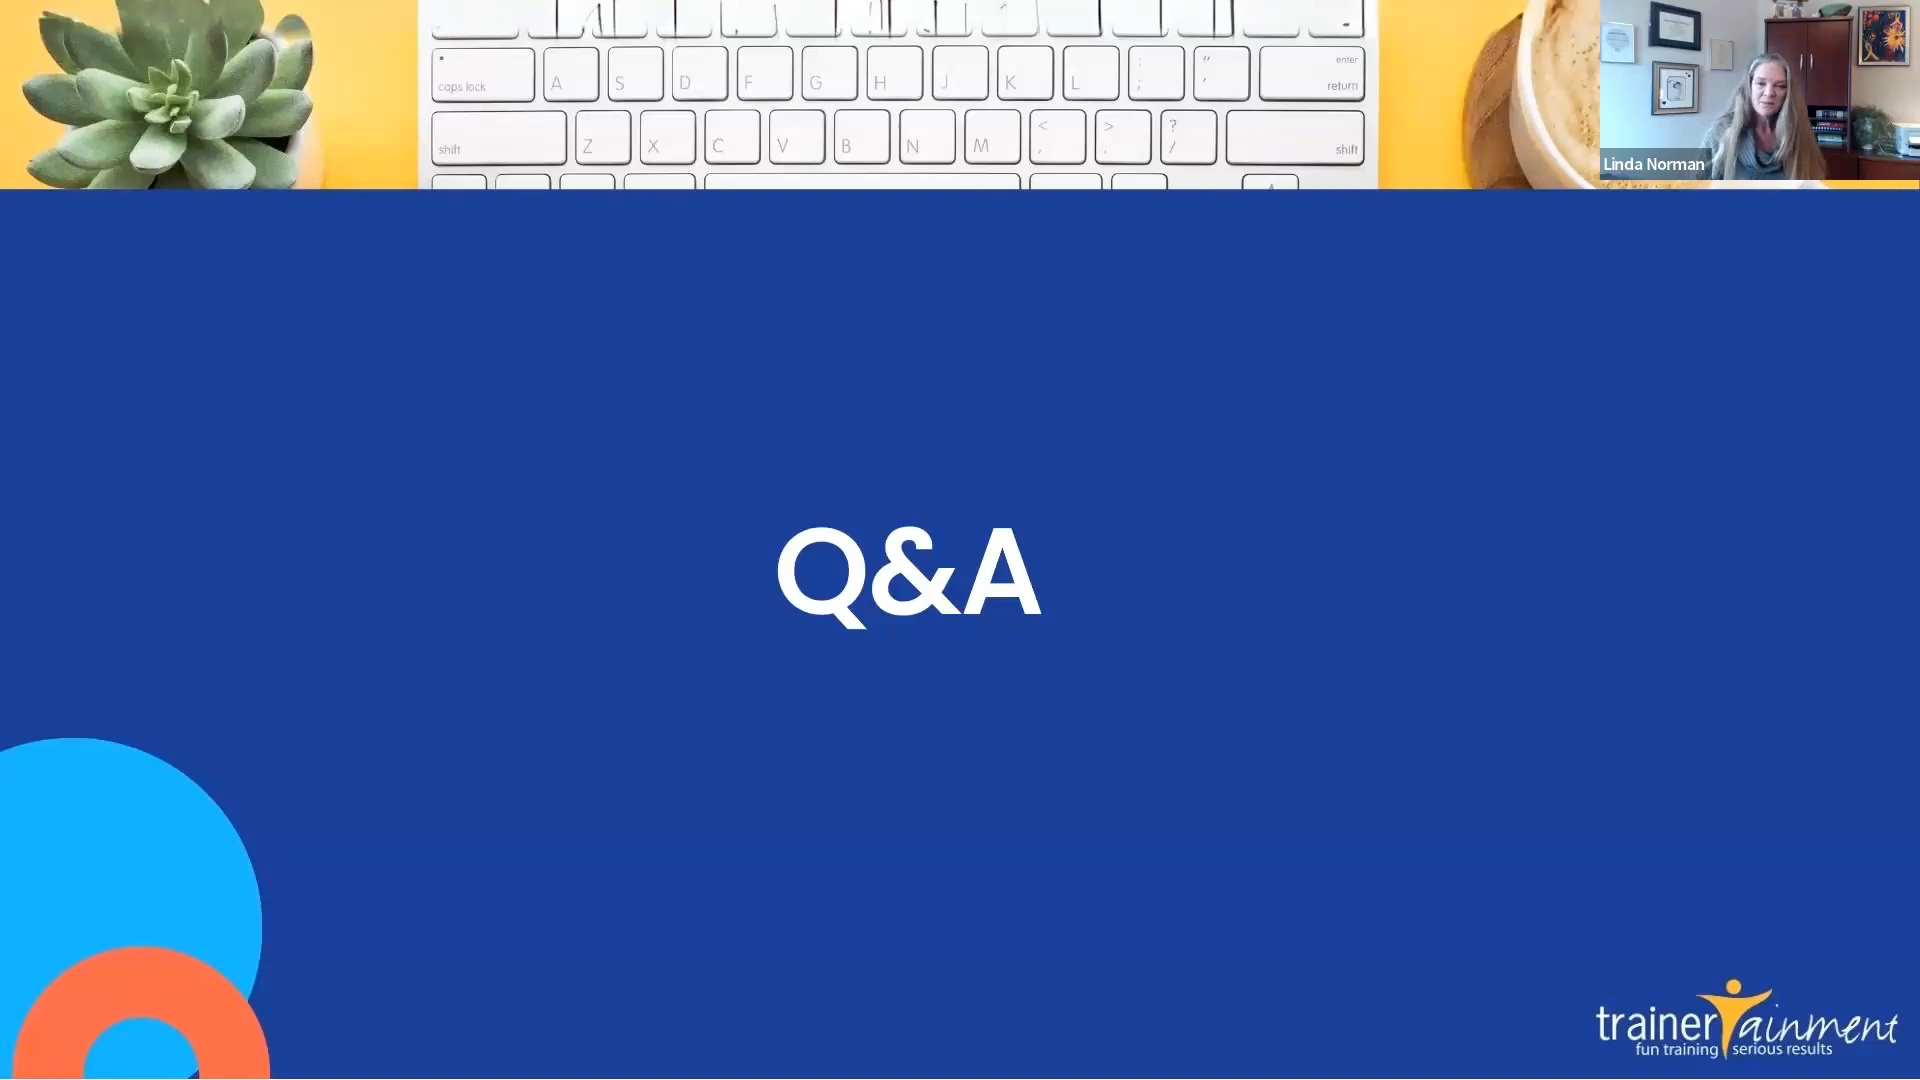 caps lock A S D F G H J K L : ; " ' enter return
shift Z X C V B N M < , > . ? / shift
Linda Norman
Q&A
trainertainment
fun training serious results